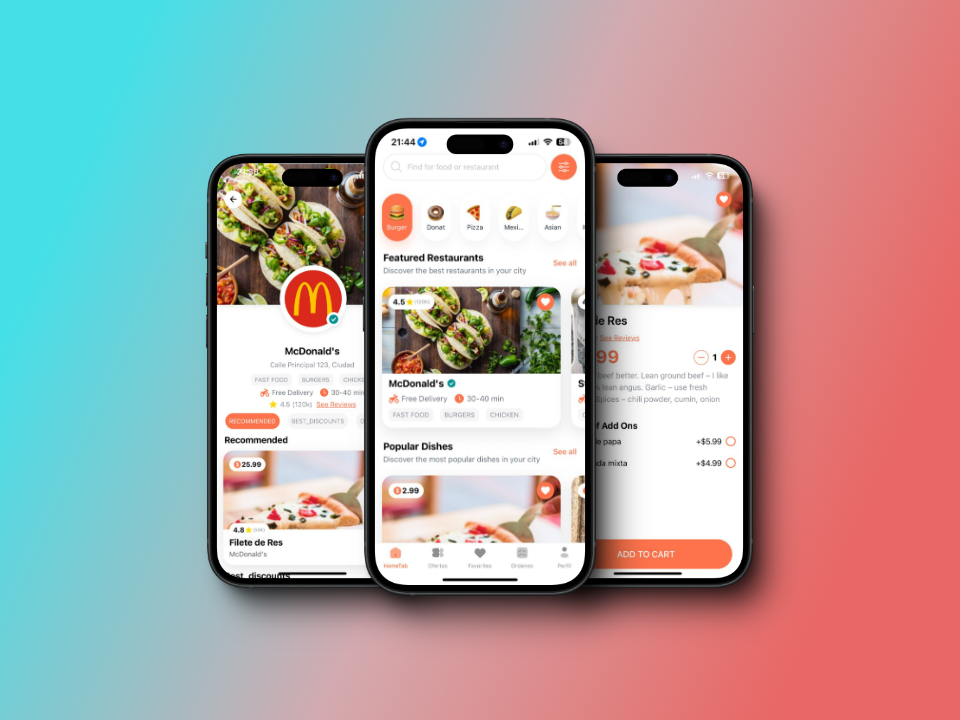 McDonald's
Calle Principal 123, Ciudad
FAST FOOD
BURGERS
Free Delivery
30-40 min
4.5 (120k)
See Reviews
RECOMMENDED
BEST_DISCOUNTS
Recommended
25.99
4.8
Filete de Res
McDonald's
est_discounts
21:44
Find for food or restaurant
Burger
Donat
Pizza
Mexi...
Asian
Featured Restaurants
Discover the best restaurants in your city
See all
4.5 (120k)
McDonald's
Free Delivery
30-40 min
FAST FOOD
BURGERS
CHICKEN
Popular Dishes
Discover the most popular dishes in your city
See all
2.99
HomeTab
Ofertas
Favorites
Ordenes
Perfil
de Res
See Reviews
99
1
beef better. Lean ground beef – I like
lean angus. Garlic – use fresh
Spices – chili powder, cumin, onion
Add Ons
papa
+$5.99
mixta
+$4.99
ADD TO CART